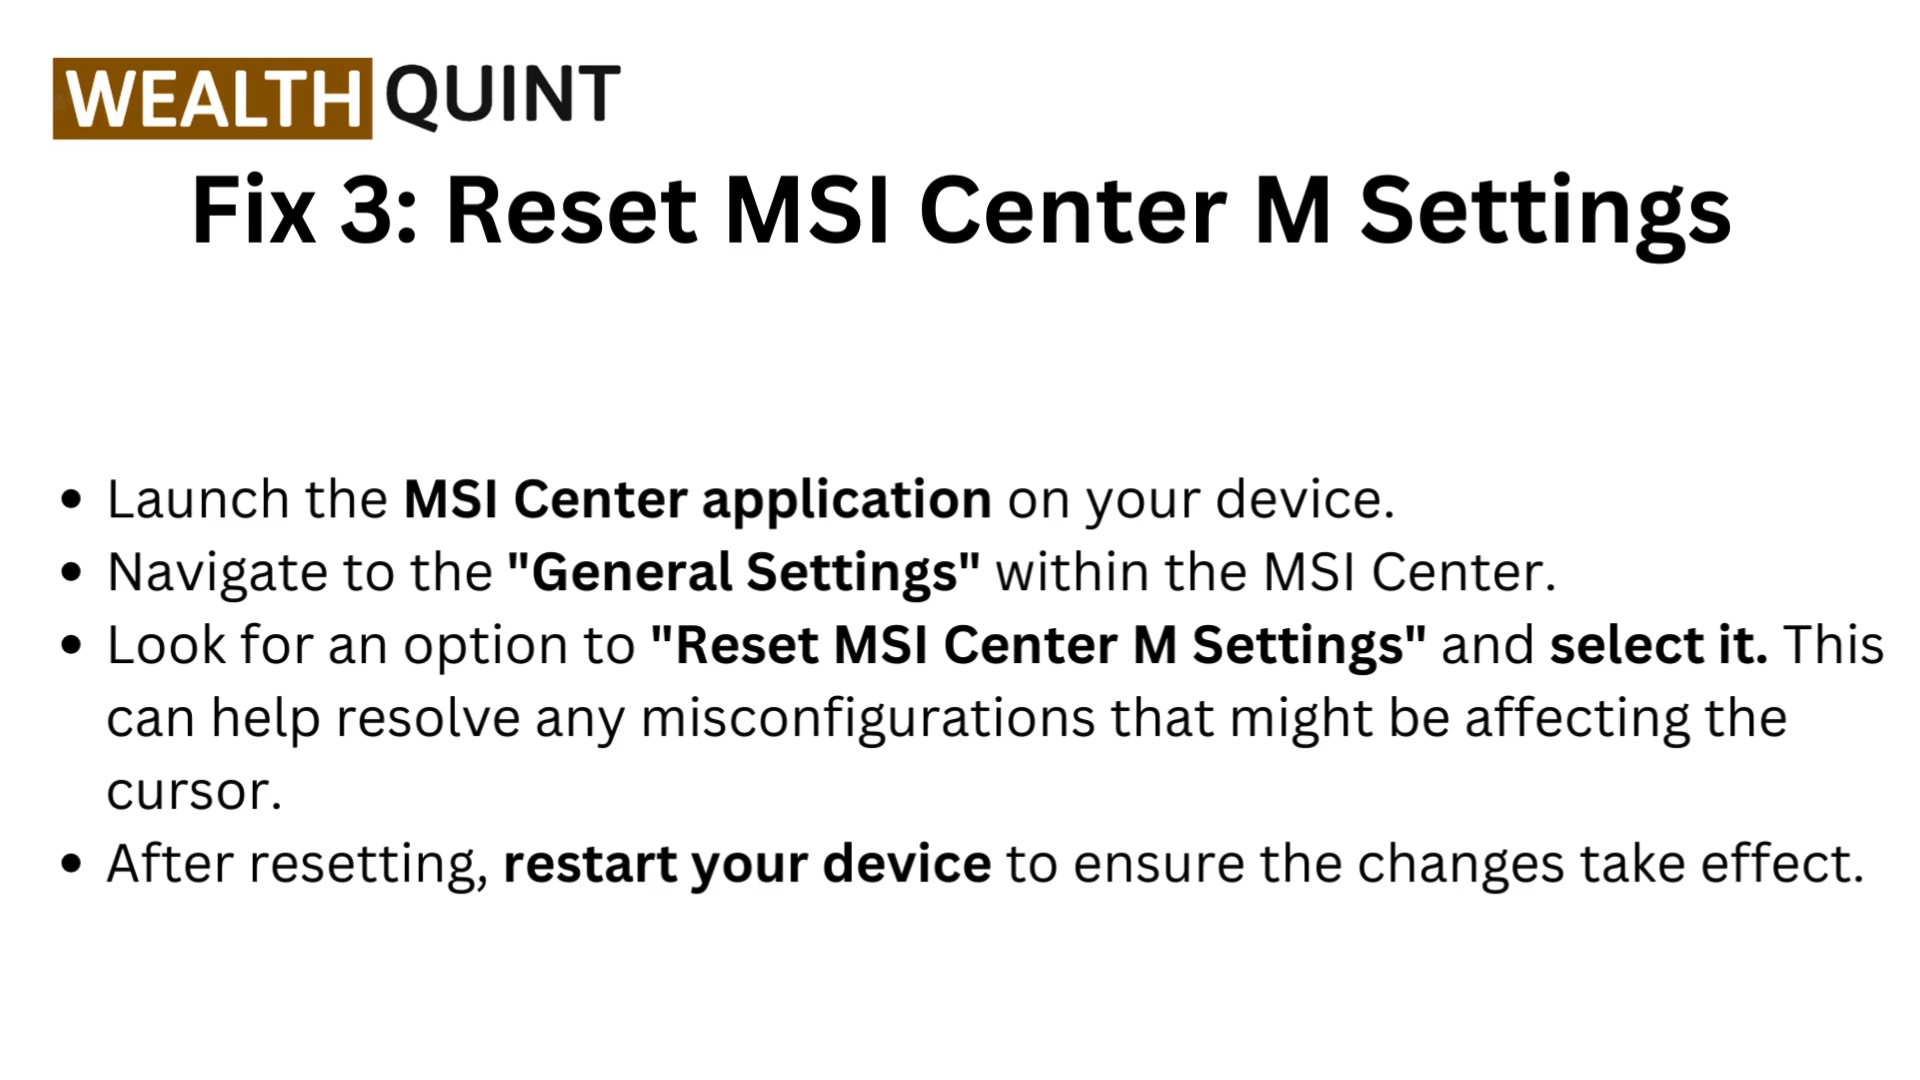 WEALTH QUINT
Fix 3: Reset MSI Center M Settings
• Launch the MSI Center application on your device.
• Navigate to the "General Settings" within the MSI Center.
• Look for an option to "Reset MSI Center M Settings" and select it. This
can help resolve any misconfigurations that might be affecting the
cursor.
• After resetting, restart your device to ensure the changes take effect.